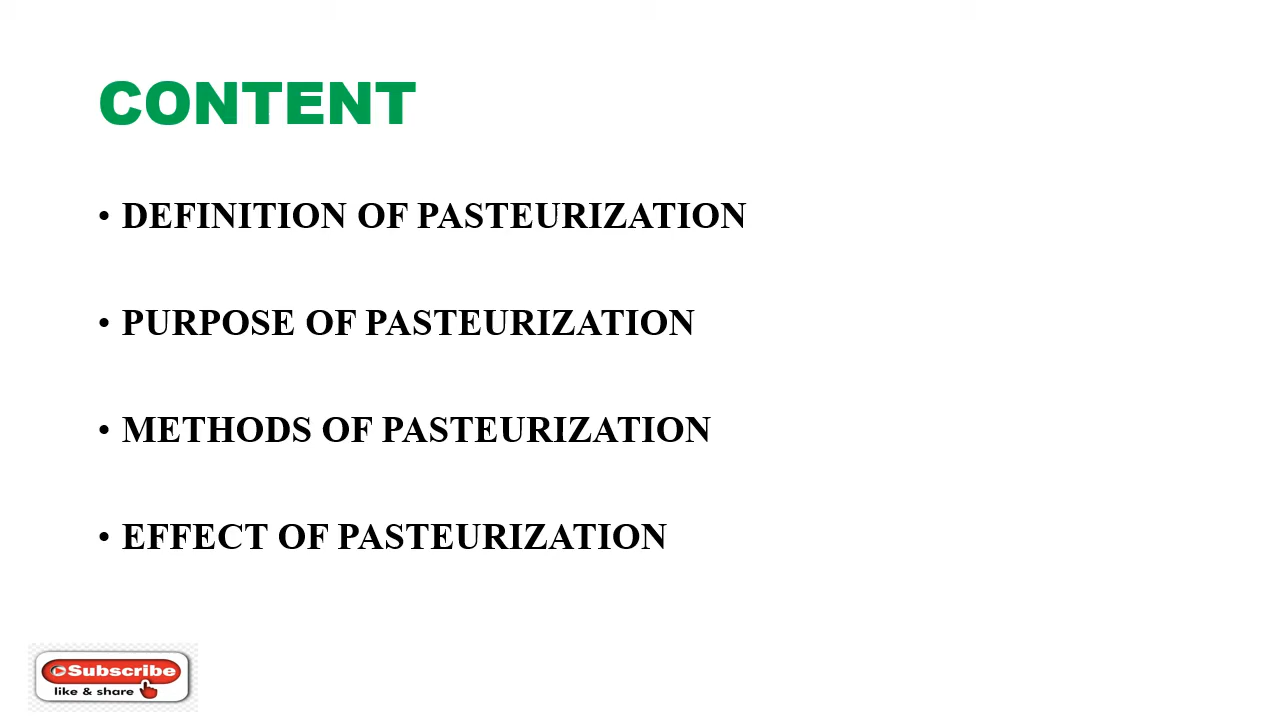 CONTENT
• DEFINITION OF PASTEURIZATION
• PURPOSE OF PASTEURIZATION
• METHODS OF PASTEURIZATION
• EFFECT OF PASTEURIZATION
Subscribe
like & share